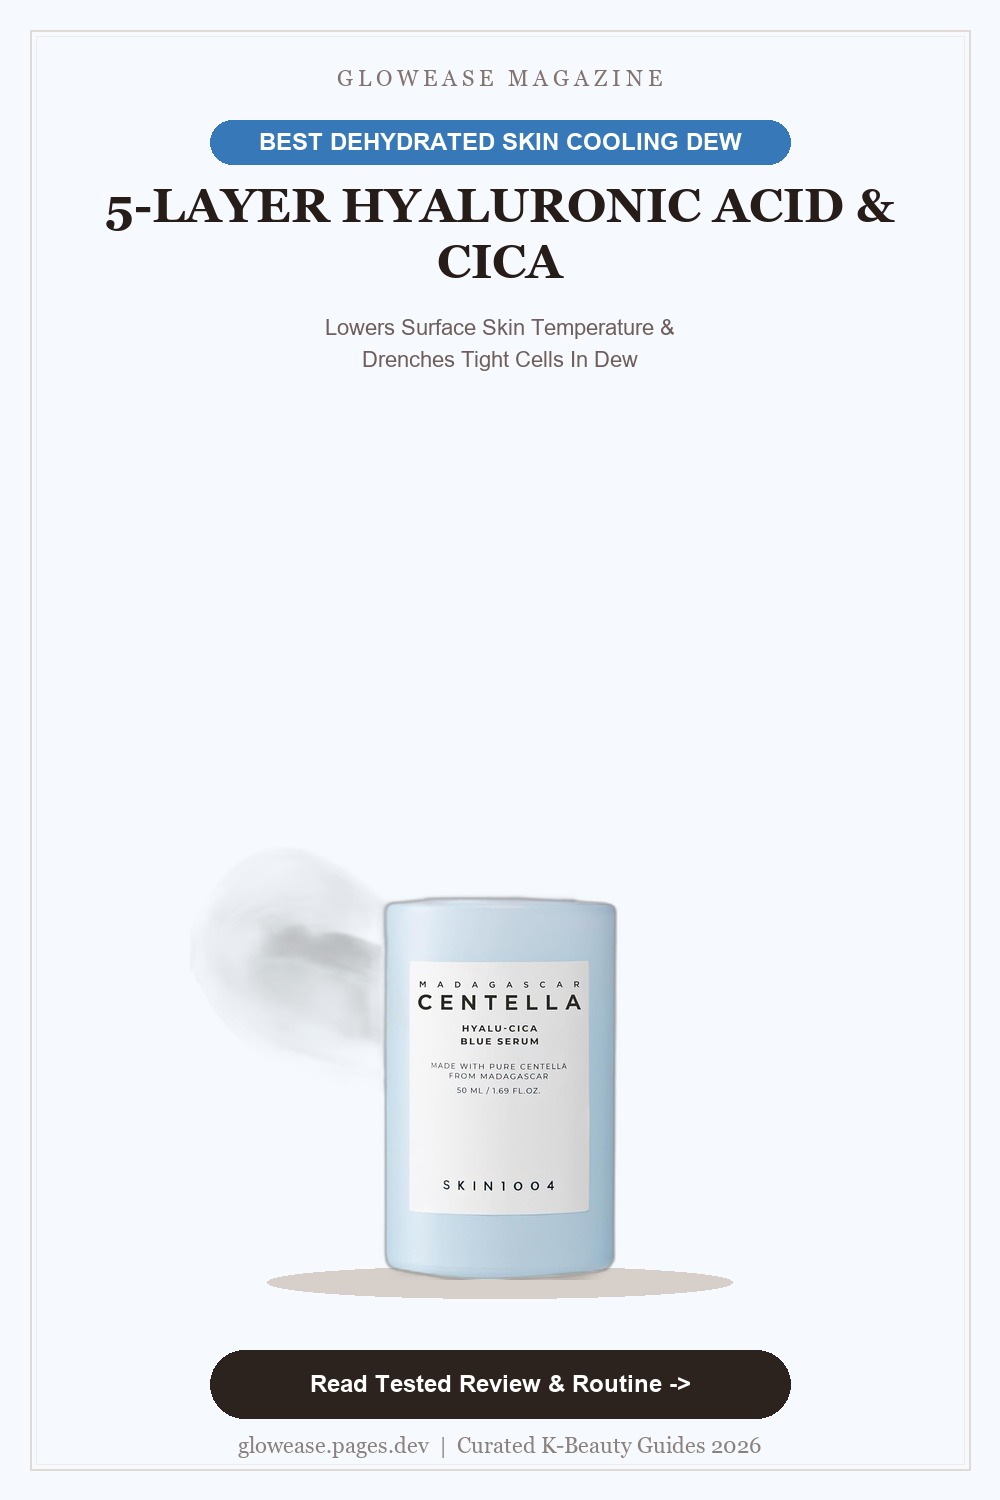 GLOWEASE MAGAZINE
BEST DEHYDRATED SKIN COOLING DEW
5-LAYER HYALURONIC ACID &
CICA
Lowers Surface Skin Temperature &
Drenches Tight Cells In Dew
MADAGASCAR
CENTELLA
HYALU-CICA
BLUE SERUM
MADE WITH PURE CENTELLA
FROM MADAGASCAR
50 ML / 1.69 FL.OZ.
SKIN1004
Read Tested Review & Routine ->
glowease.pages.dev | Curated K-Beauty Guides 2026